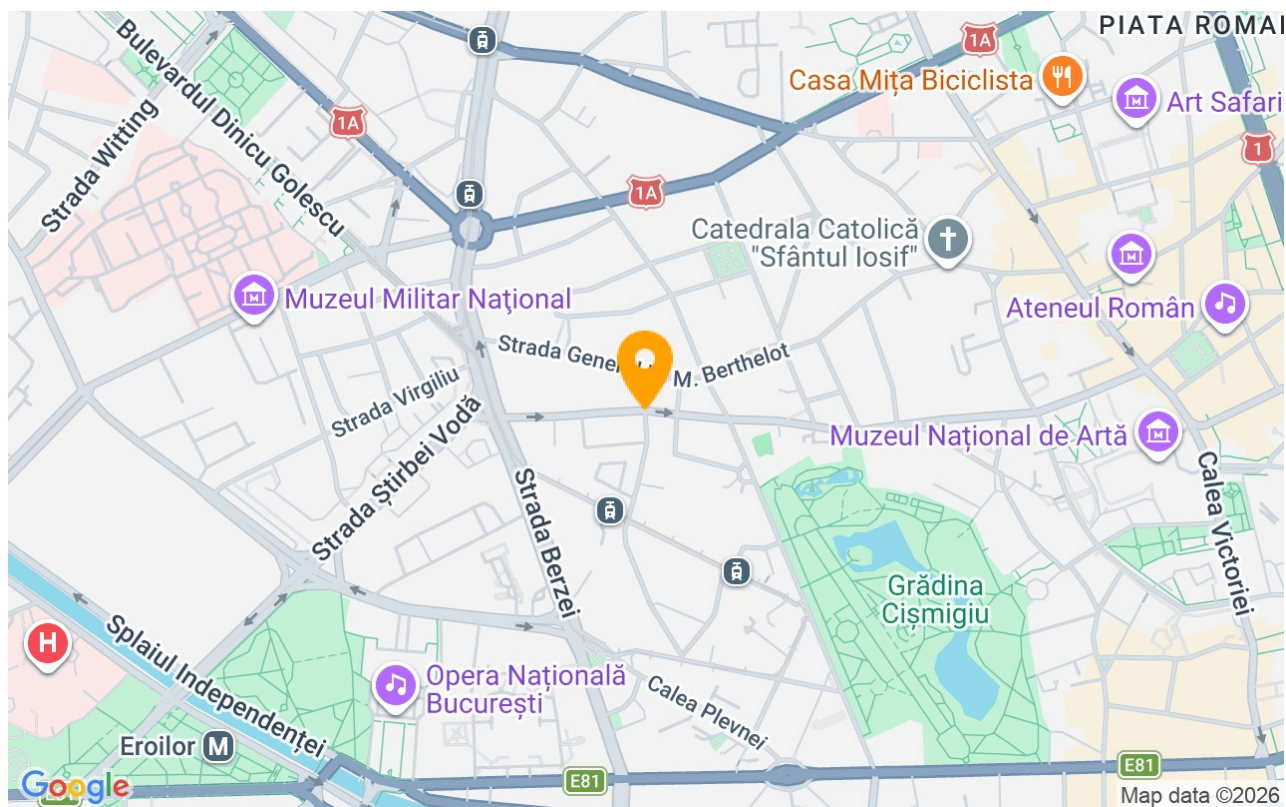 PIATA ROMAI
1A
Bulevardul Dinicu Golescu
Casa Mița Biciclista
Art Safari
Strada Witting
1A
1
1A
Catedrala Catolică
"Sfântul Iosif"
Muzeul Militar Naţional
Ateneul Român
Strada Gener
M. Berthelot
Strada Virgiliu
Muzeul Național de Artă
Strada Știrbei Vodă
Strada Berzei
Calea Victoriei
Grădina
Cișmigiu
H
Splaiul Independenței
Opera Națională
București
Calea Plevnei
Eroilor M
E81
E81
Google
Map data ©2026